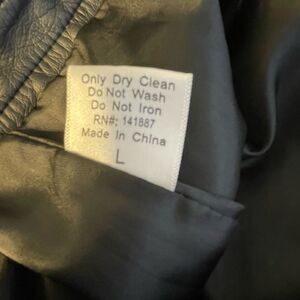 Only Dry Clean
Do Not Wash
Do Not Iron
RN#; 141887
Made In China
L